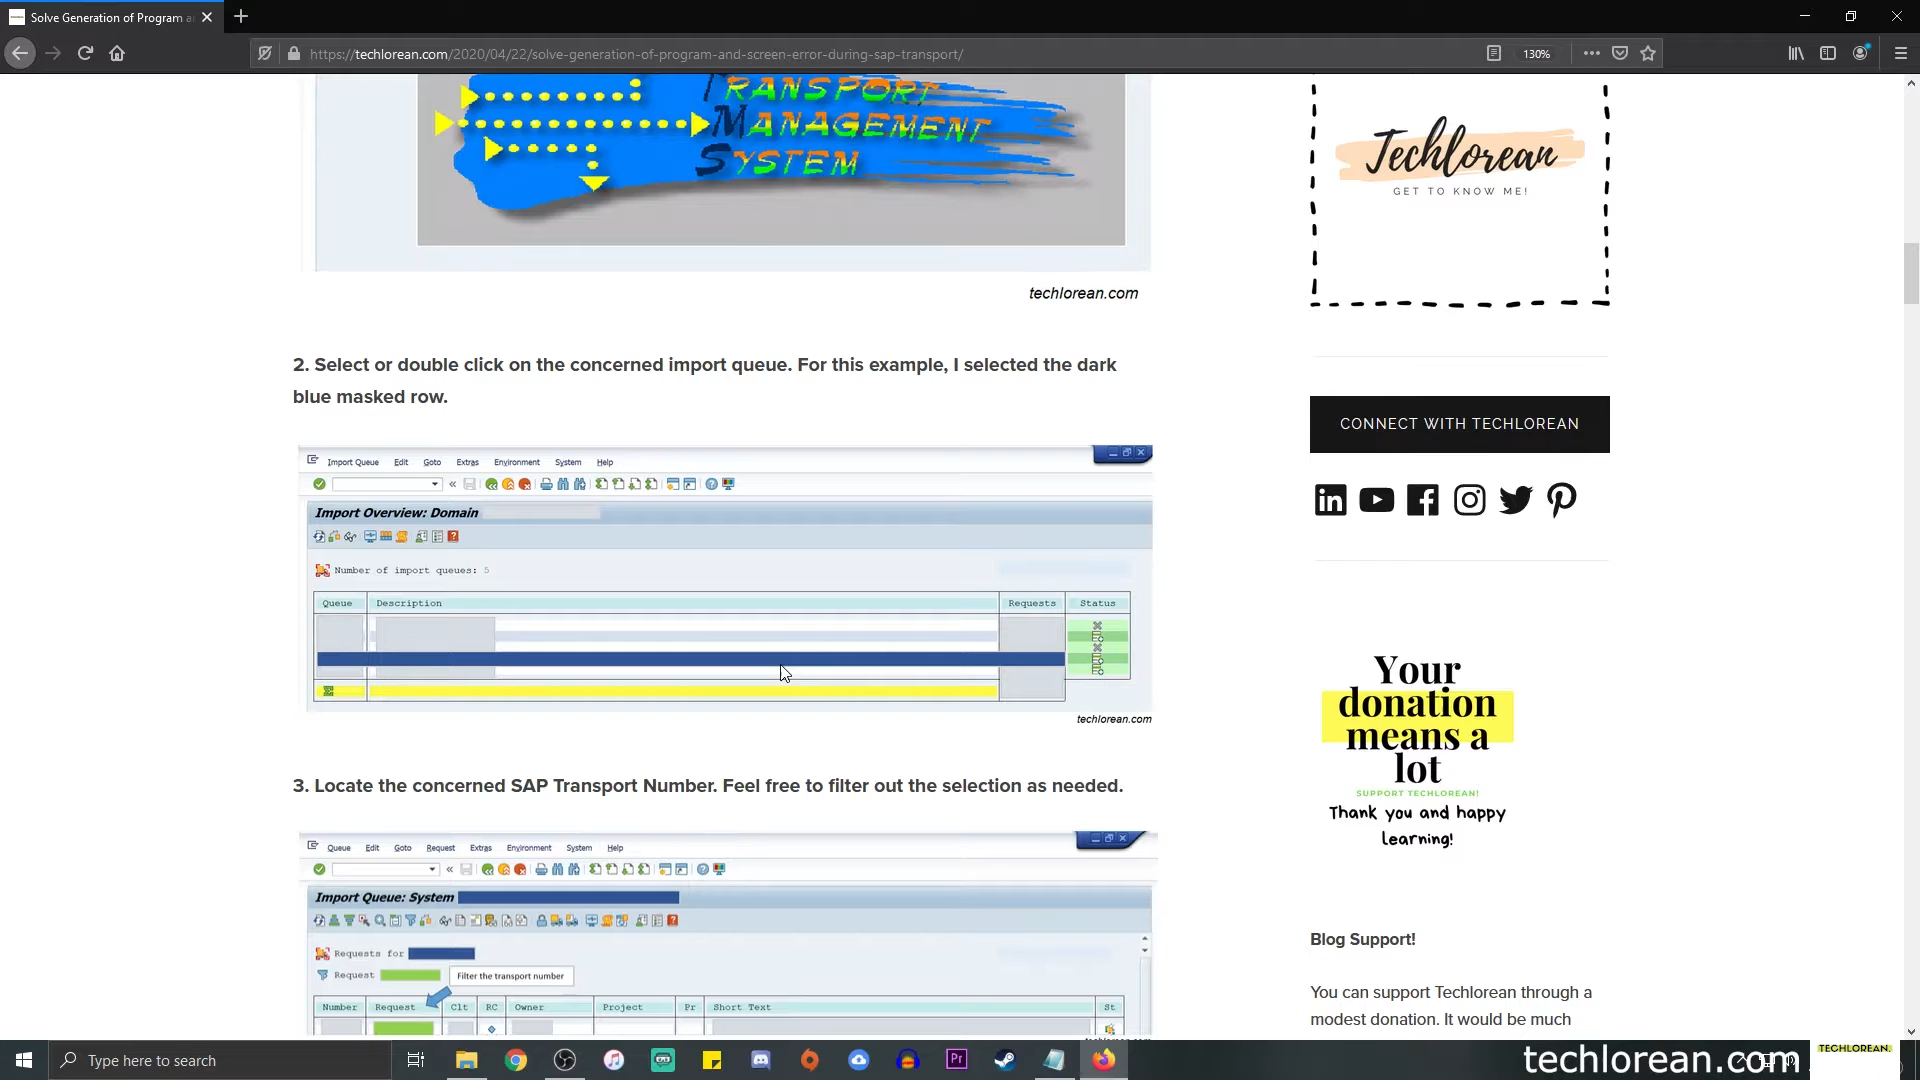 Solve Generation of Program a
https://techlorean.com/2020/04/22/solve-generation-of-program-and-screen-error-during-sap-transport/
130%
TRANSPORT
MANAGEMENT
SYSTEM
techlorean.com
2. Select or double click on the concerned import queue. For this example, I selected the dark
blue masked row.
Import Queue Edit Goto Extras Environment System Help
Import Overview: Domain
Number of import queues: 5
Queue Description Requests Status
techlorean.com
3. Locate the concerned SAP Transport Number. Feel free to filter out the selection as needed.
Queue Edit Goto Request Extras Environment System Help
Import Queue: System
Requests for
Request Filter the transport number
Number Request Clt RC Owner Project Pr Short Text St
Techlorean
GET TO KNOW ME!
CONNECT WITH TECHLOREAN
Your
donation
means a
lot
SUPPORT TECHLOREAN!
Thank you and happy
learning!
Blog Support!
You can support Techlorean through a
modest donation. It would be much
Type here to search
Pr
techlorean.com
TECHLOREAN.